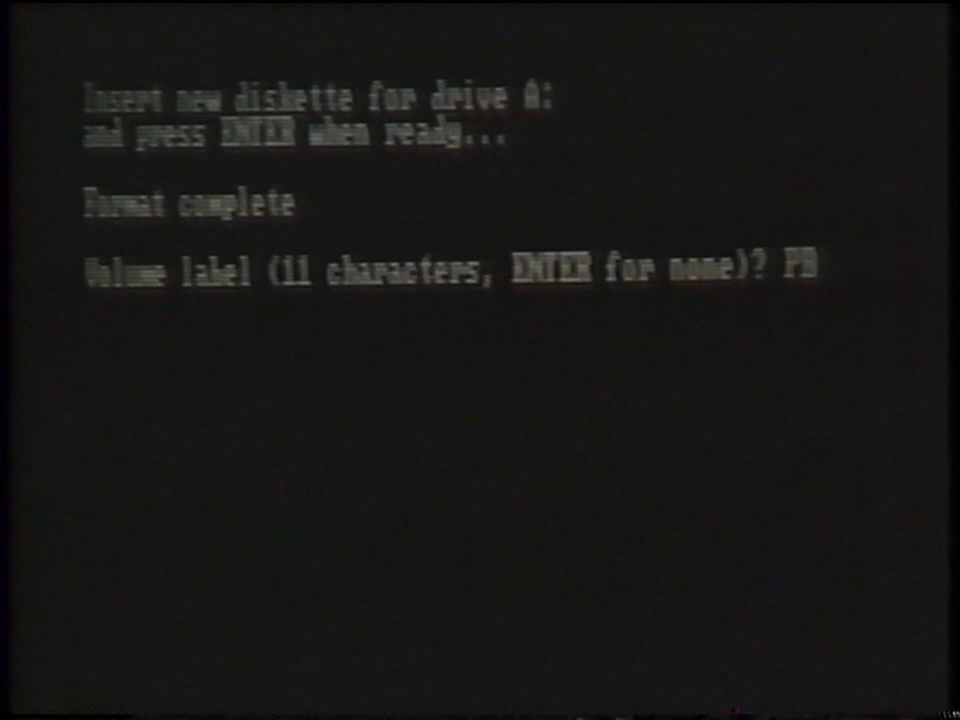 Insert new diskette for drive A:
and press ENTER when ready...
Format complete
Volume label (11 characters, ENTER for none)? PB